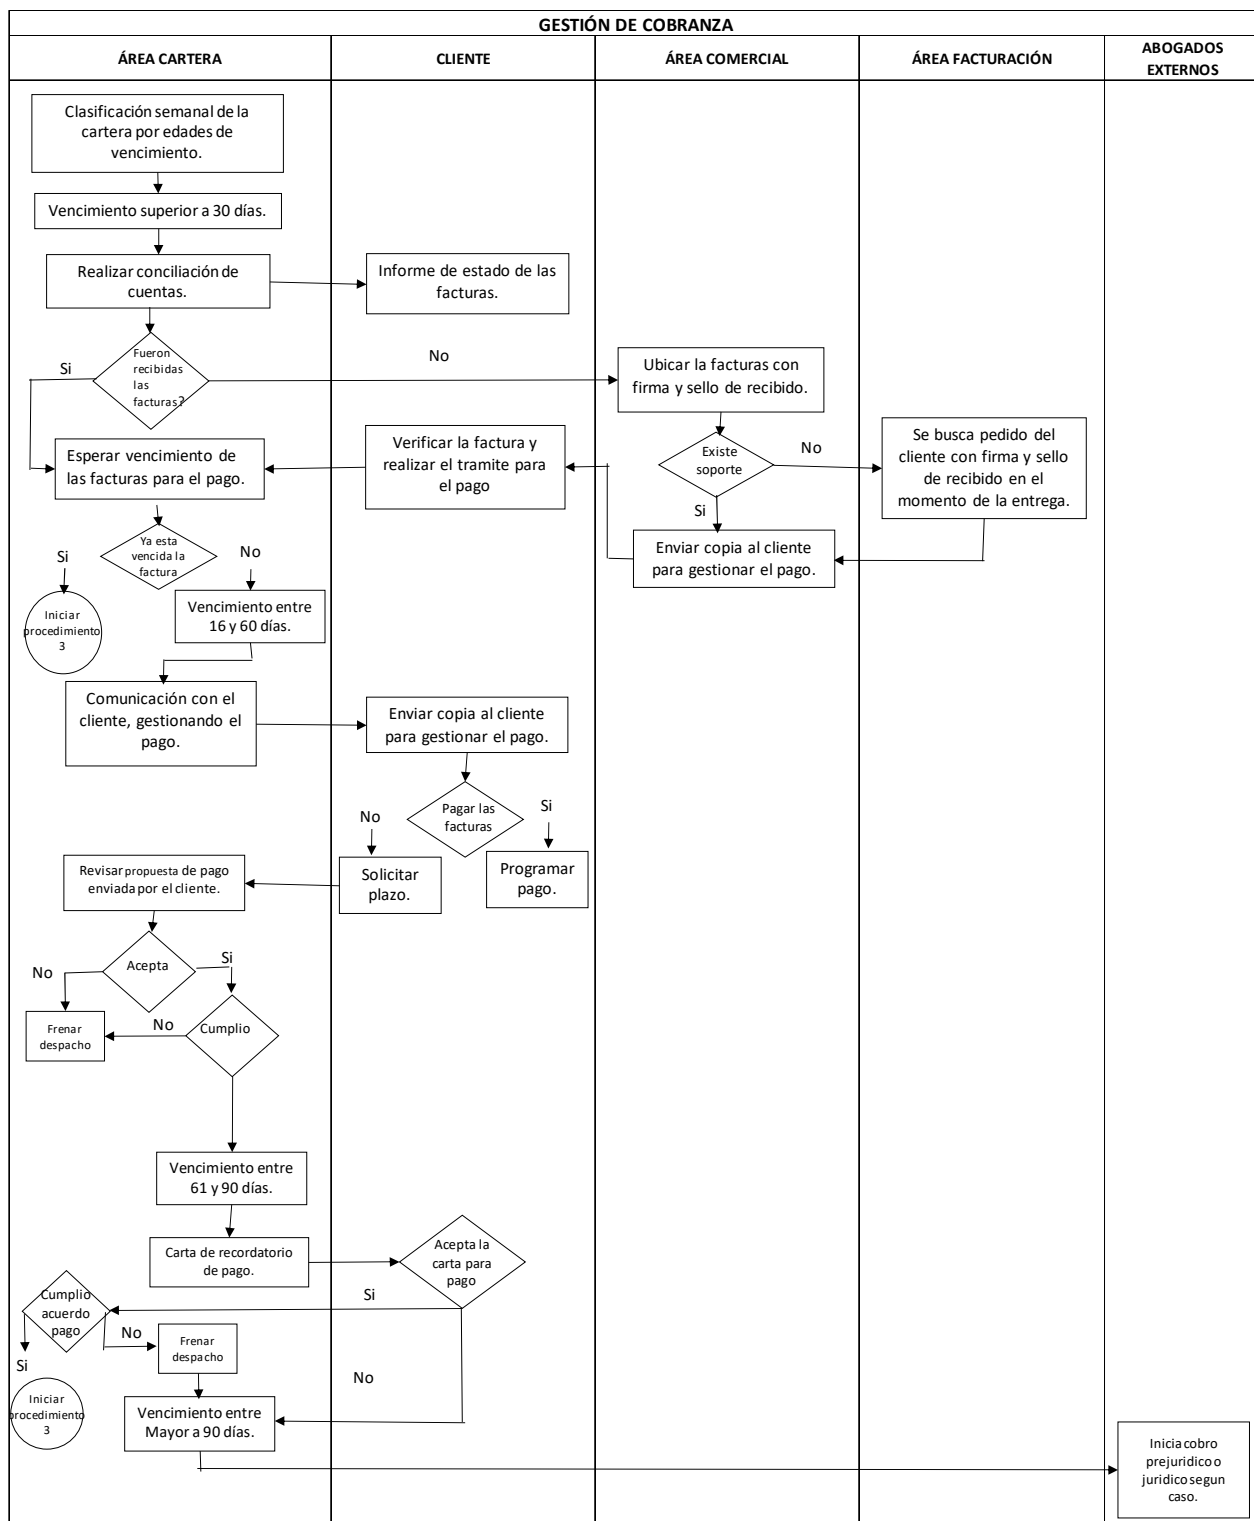 GESTIÓN DE COBRANZA
ÁREA CARTERA
CLIENTE
ÁREA COMERCIAL
ÁREA FACTURACIÓN
ABOGADOS
EXTERNOS
Clasificación semanal de la
cartera por edades de
vencimiento.
Vencimiento superior a 30 días.
Realizar conciliación de
cuentas.
Informe de estado de las
facturas.
Fueron
recibidas
las
facturas?
Si
No
Ubicar la facturas con
firma y sello de recibido.
Esperar vencimiento de
las facturas para el pago.
Verificar la factura y
realizar el tramite para
el pago
Existe
soporte
No
Si
Se busca pedido del
cliente con firma y sello
de recibido en el
momento de la entrega.
Enviar copia al cliente
para gestionar el pago.
Ya esta
vencida la
factura
Si
No
Iniciar
procedimiento
3
Vencimiento entre
16 y 60 días.
Comunicación con el
cliente, gestionando el
pago.
Enviar copia al cliente
para gestionar el pago.
Pagar las
facturas
No
Si
Solicitar
plazo.
Programar
pago.
Revisar propuesta de pago
enviada por el cliente.
Acepta
No
Si
Frenar
despacho
No
Cumplio
Vencimiento entre
61 y 90 días.
Carta de recordatorio
de pago.
Acepta la
carta para
pago
Si
No
Cumplio
acuerdo
pago
No
Si
Frenar
despacho
Iniciar
procedimiento
3
Vencimiento entre
Mayor a 90 días.
Inicia cobro
prejuridico o
juridico segun
caso.